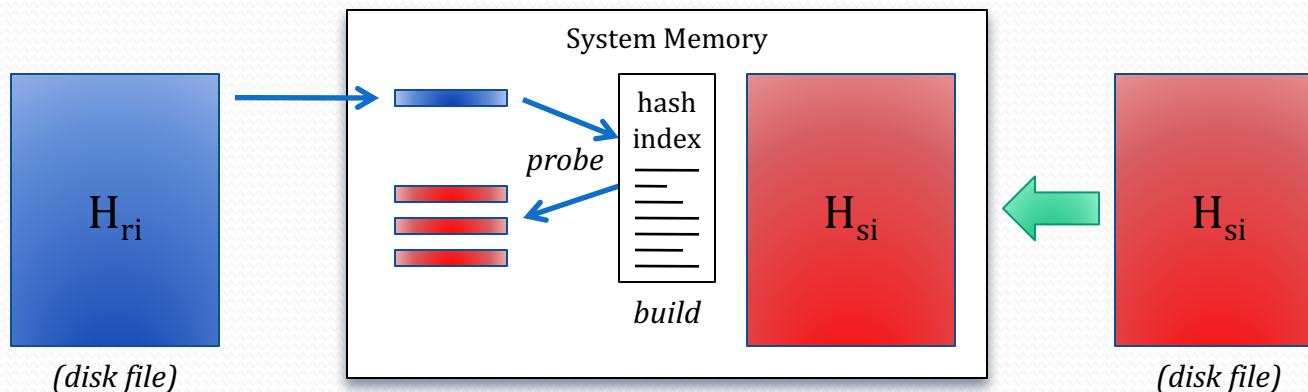 System Memory
hash
index
probe
H_ri
H_si
H_si
build
(disk file)
(disk file)